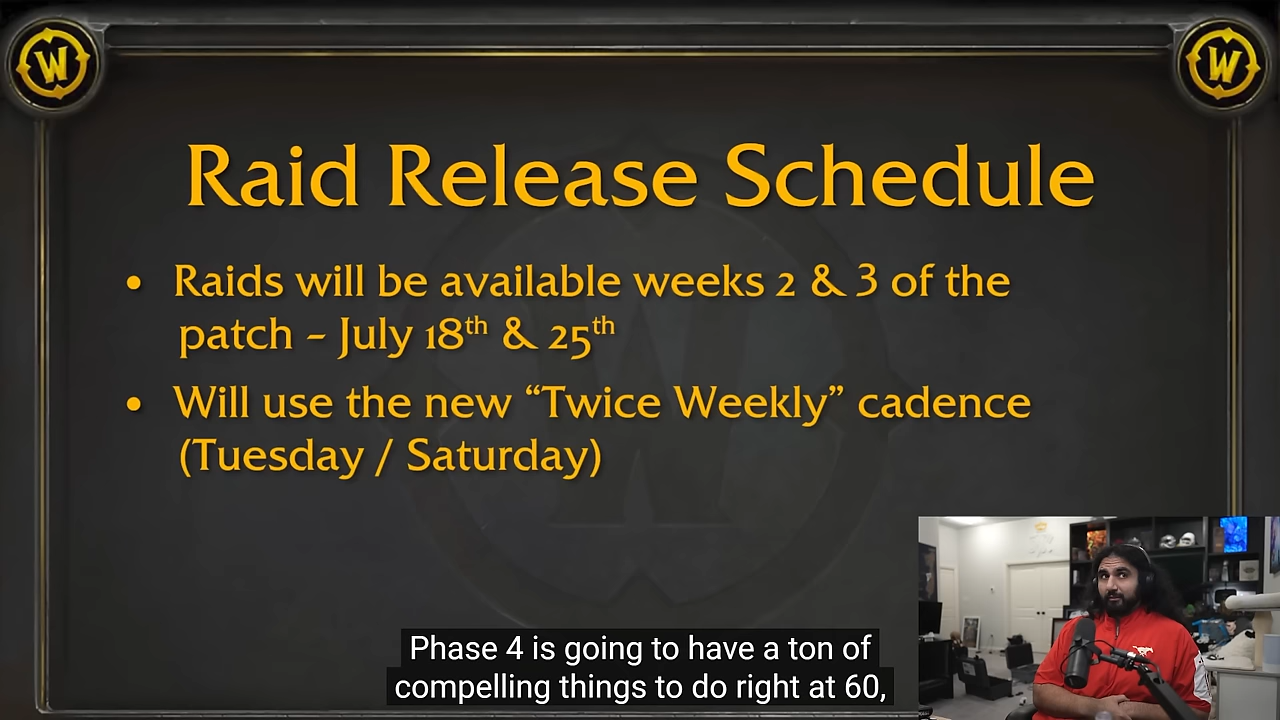 W
W
Raid Release Schedule
• Raids will be available weeks 2 & 3 of the
patch – July 18th & 25th
• Will use the new “Twice Weekly” cadence
(Tuesday / Saturday)
Phase 4 is going to have a ton of
compelling things to do right at 60,